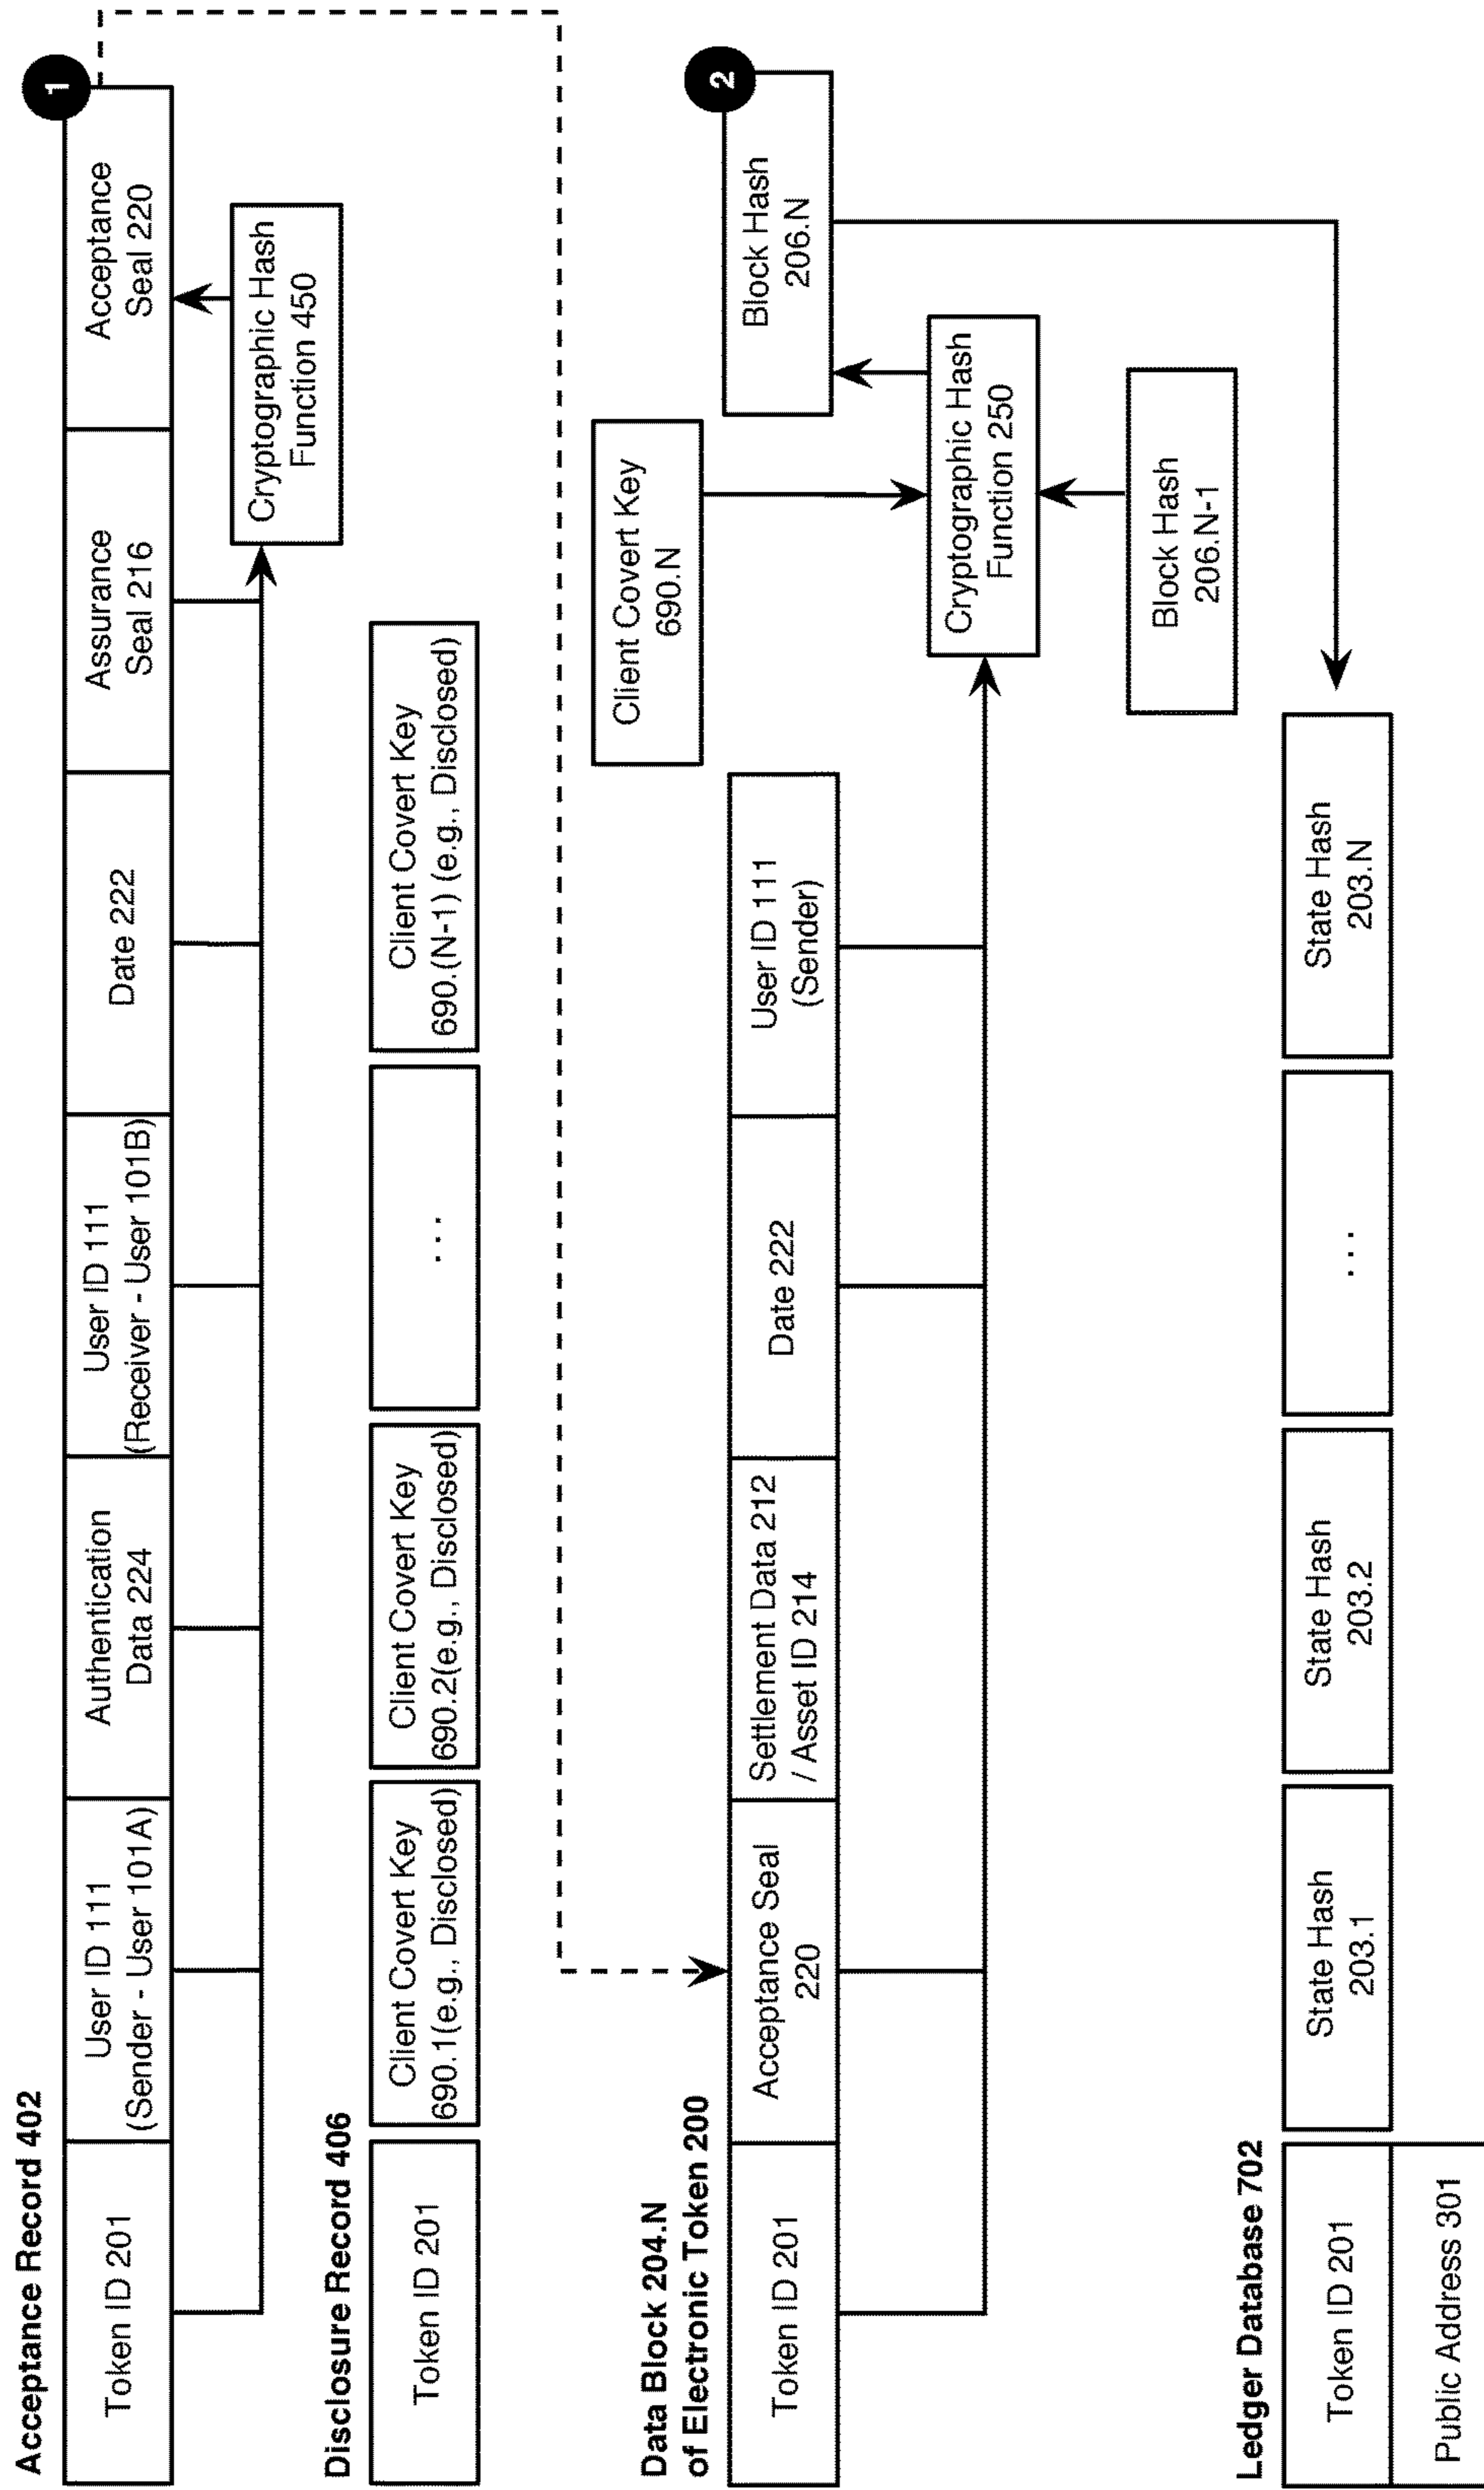 Acceptance Record 402
Token ID 201
User ID 111
(Sender - User 101A)
Authentication
Data 224
User ID 111
(Receiver - User 101B)
Date 222
Assurance
Seal 216
Acceptance
Seal 220
1
Cryptographic Hash
Function 450
Disclosure Record 406
Token ID 201
Client Covert Key
690.1(e.g., Disclosed)
Client Covert Key
690.2(e.g., Disclosed)
. . .
Client Covert Key
690.(N-1) (e.g., Disclosed)
Data Block 204.N
of Electronic Token 200
Token ID 201
Acceptance Seal
220
Settlement Data 212
/ Asset ID 214
Date 222
User ID 111
(Sender)
Client Covert Key
690.N
Cryptographic Hash
Function 250
Block Hash
206.N
2
Block Hash
206.N-1
Ledger Database 702
Token ID 201
Public Address 301
State Hash
203.1
State Hash
203.2
. . .
State Hash
203.N